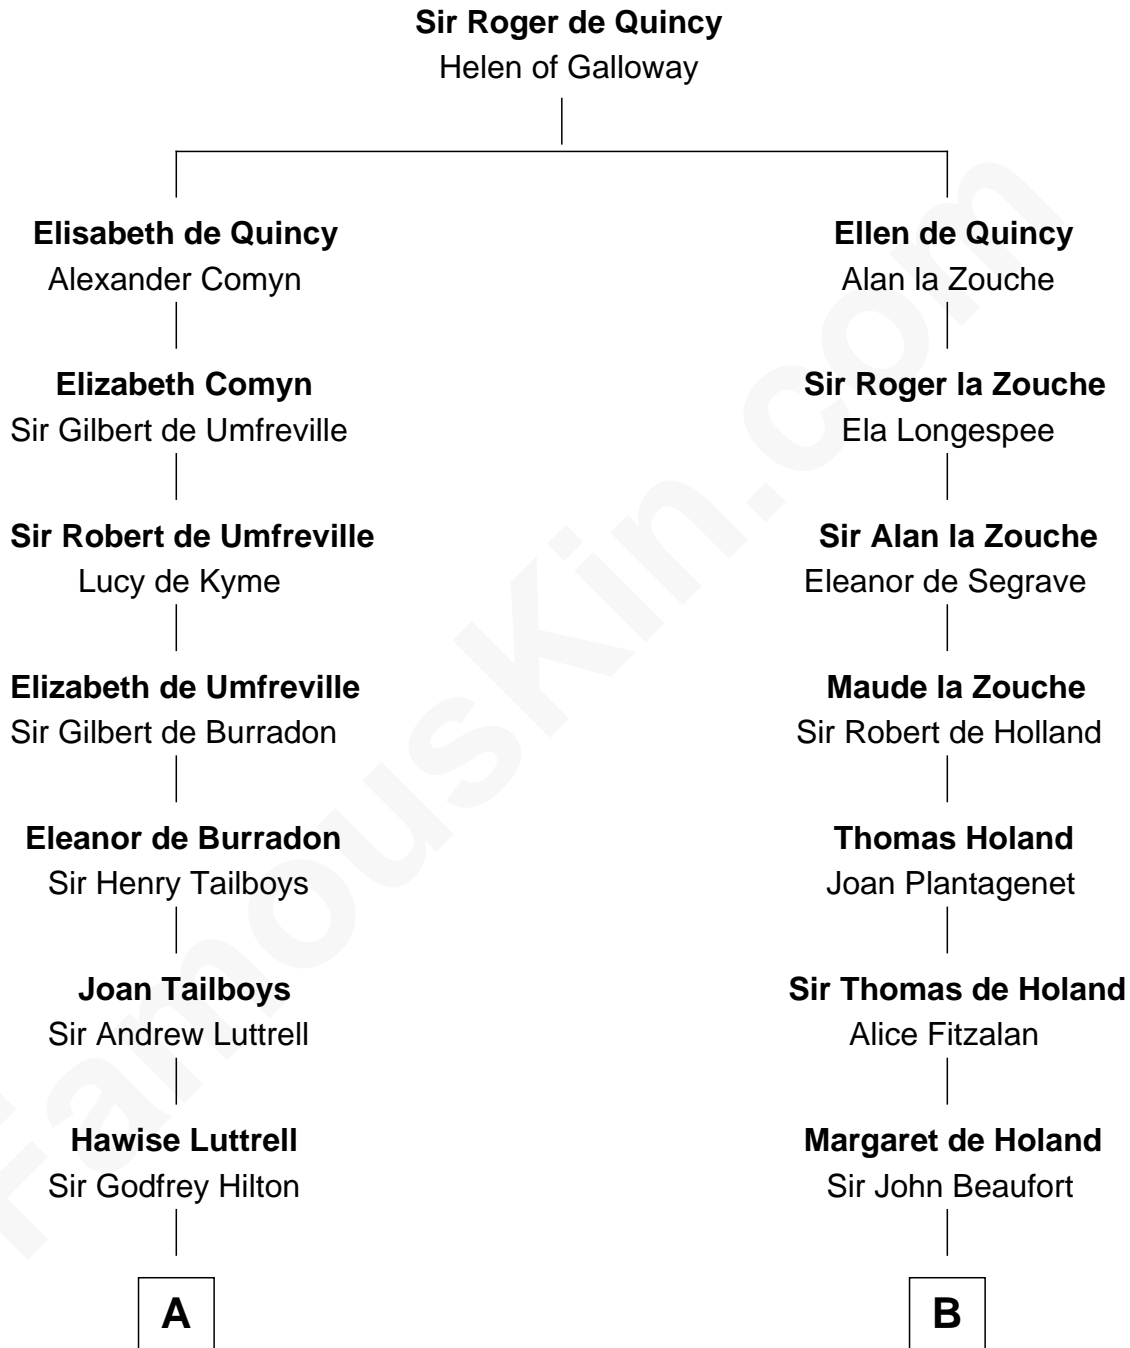 Sir Roger de Quincy
Helen of Galloway
Elisabeth de Quincy
Alexander Comyn
Elizabeth Comyn
Sir Gilbert de Umfreville
Sir Robert de Umfreville
Lucy de Kyme
Elizabeth de Umfreville
Sir Gilbert de Burradon
Eleanor de Burradon
Sir Henry Tailboys
Joan Tailboys
Sir Andrew Luttrell
Hawise Luttrell
Sir Godfrey Hilton
A
Ellen de Quincy
Alan la Zouche
Sir Roger la Zouche
Ela Longespee
Sir Alan la Zouche
Eleanor de Segrave
Maude la Zouche
Sir Robert de Holland
Thomas Holand
Joan Plantagenet
Sir Thomas de Holand
Alice Fitzalan
Margaret de Holand
Sir John Beaufort
B
FamousKin.com